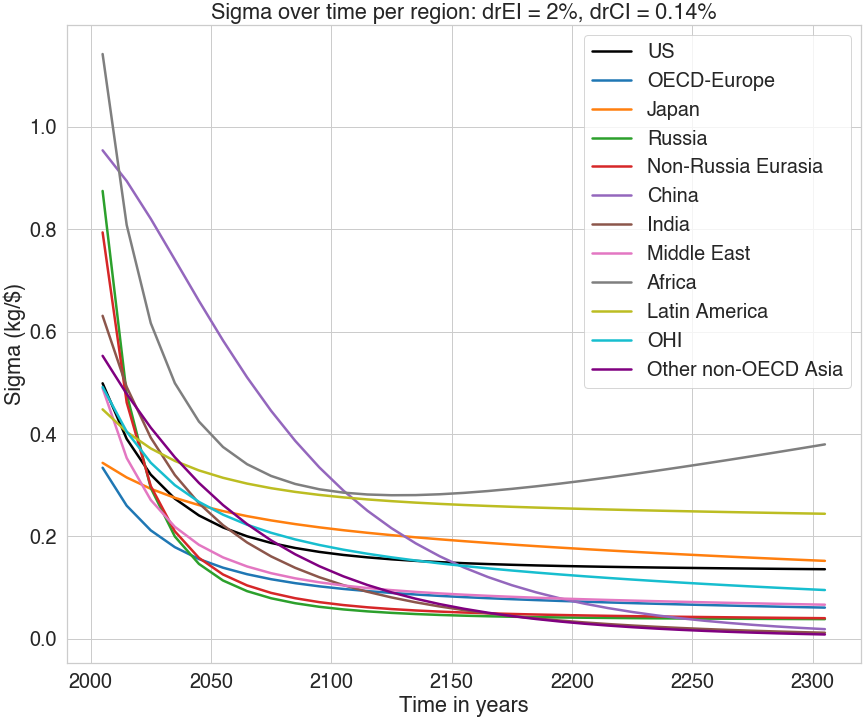 Sigma over time per region: drEI = 2%, drCI = 0.14%
US
OECD-Europe
Japan
Russia
Non-Russia Eurasia
China
India
Middle East
Africa
Latin America
OHI
Other non-OECD Asia
Sigma (kg/$)
1.0
0.8
0.6
0.4
0.2
0.0
2000 2050 2100 2150 2200 2250 2300
Time in years